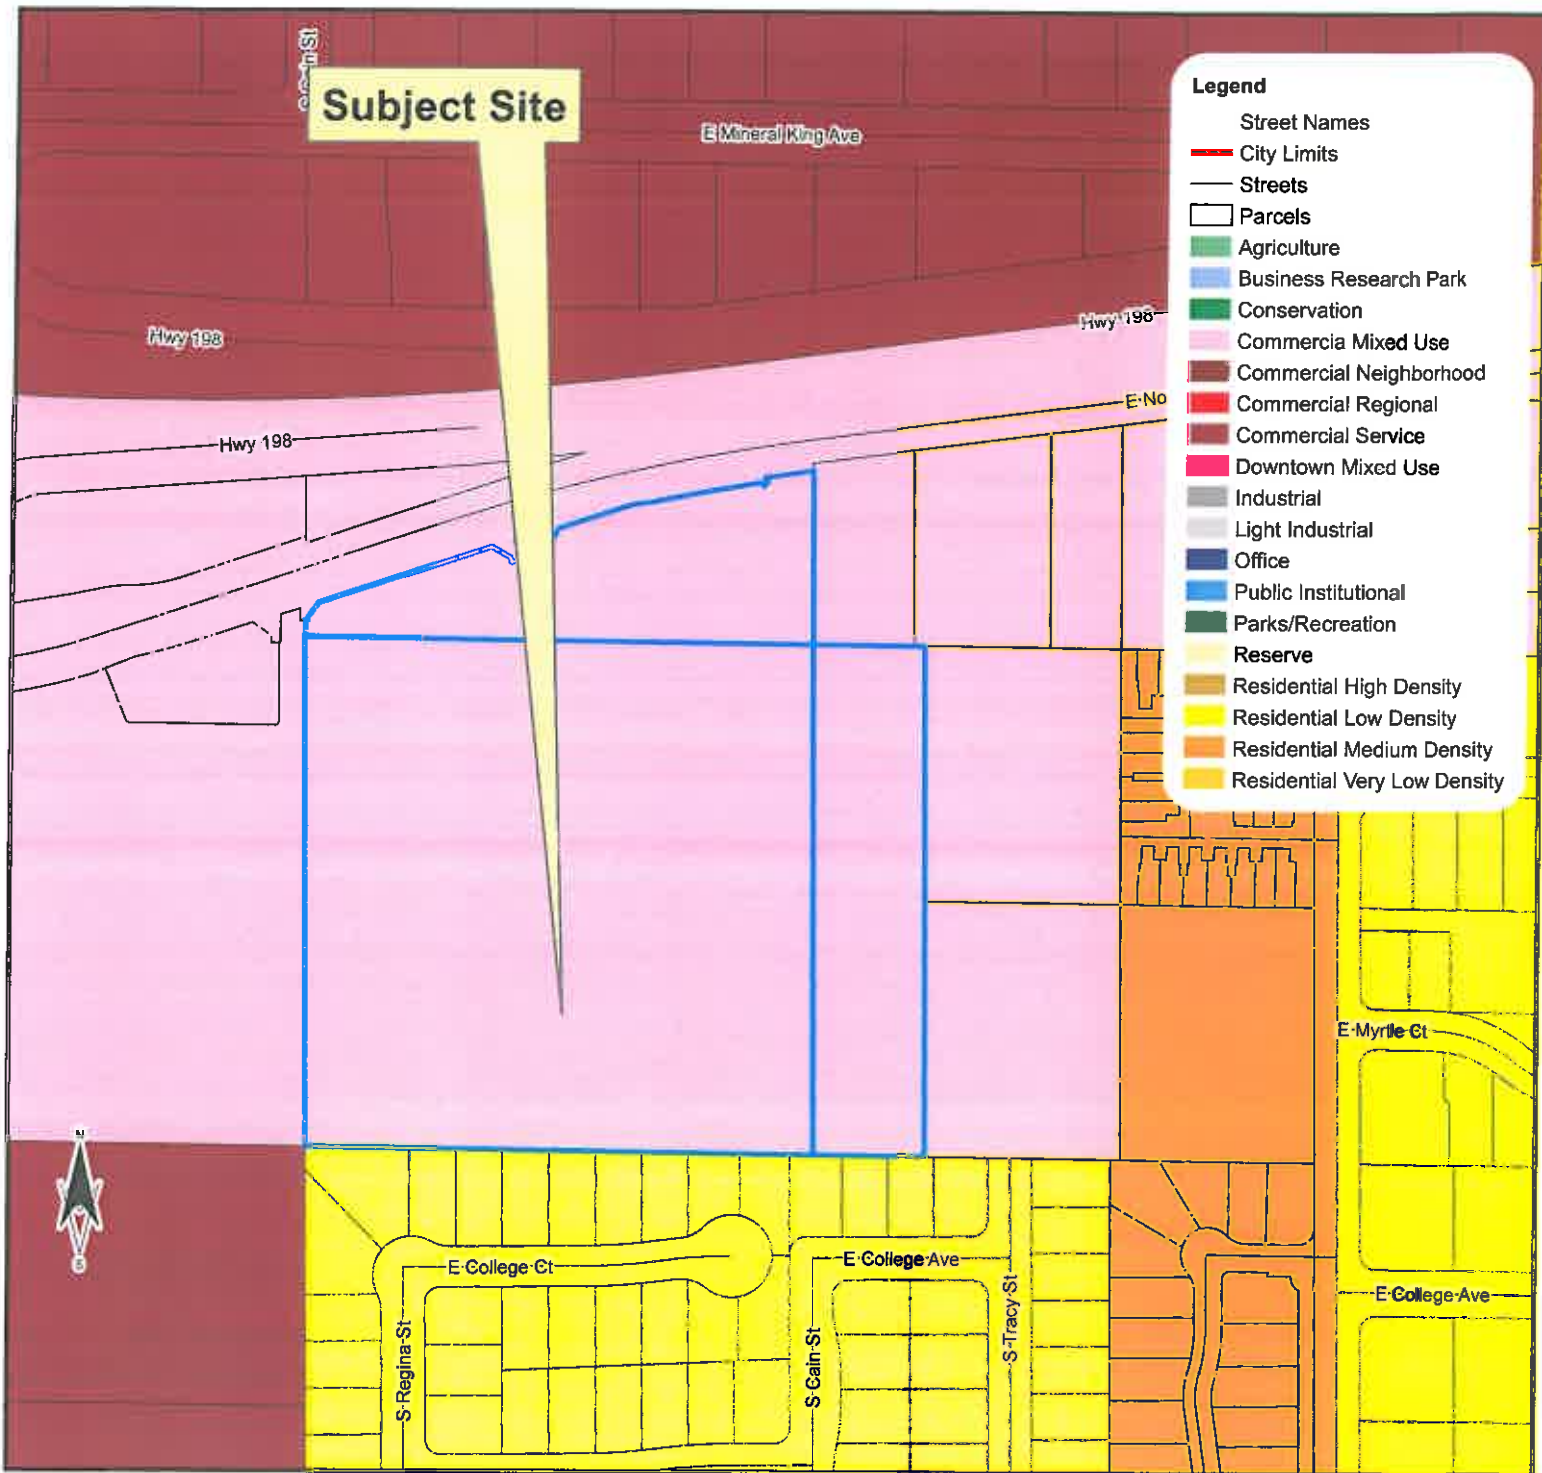 Subject Site
E Mineral King Ave
Hwy 198
Hwy 198
Hwy 198
E No
Legend
Street Names
City Limits
Streets
Parcels
Agriculture
Business Research Park
Conservation
Commercia Mixed Use
Commercial Neighborhood
Commercial Regional
Commercial Service
Downtown Mixed Use
Industrial
Light Industrial
Office
Public Institutional
Parks/Recreation
Reserve
Residential High Density
Residential Low Density
Residential Medium Density
Residential Very Low Density
E Myrtle Ct
N
S
E College Ct
E College Ave
E College Ave
S Regina St
S Cain St
S Tracy St